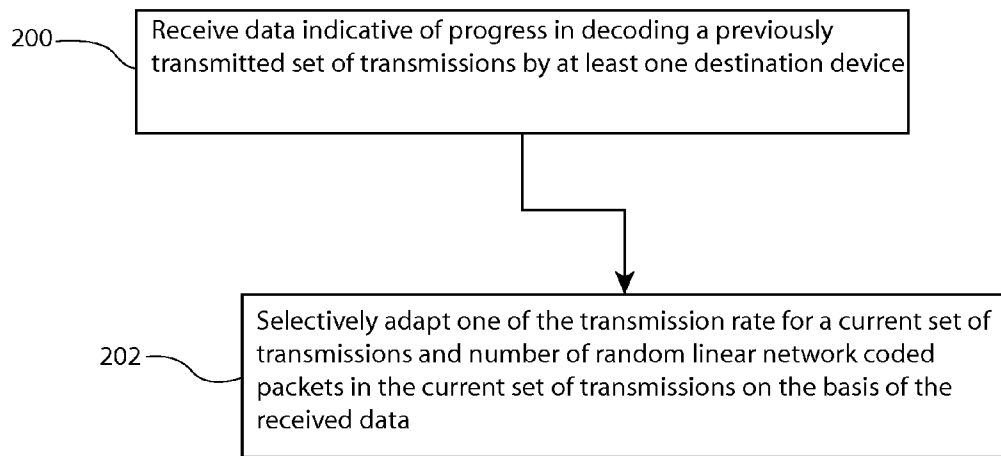 200
Receive data indicative of progress in decoding a previously
transmitted set of transmissions by at least one destination device
202
Selectively adapt one of the transmission rate for a current set of
transmissions and number of random linear network coded
packets in the current set of transmissions on the basis of the
received data